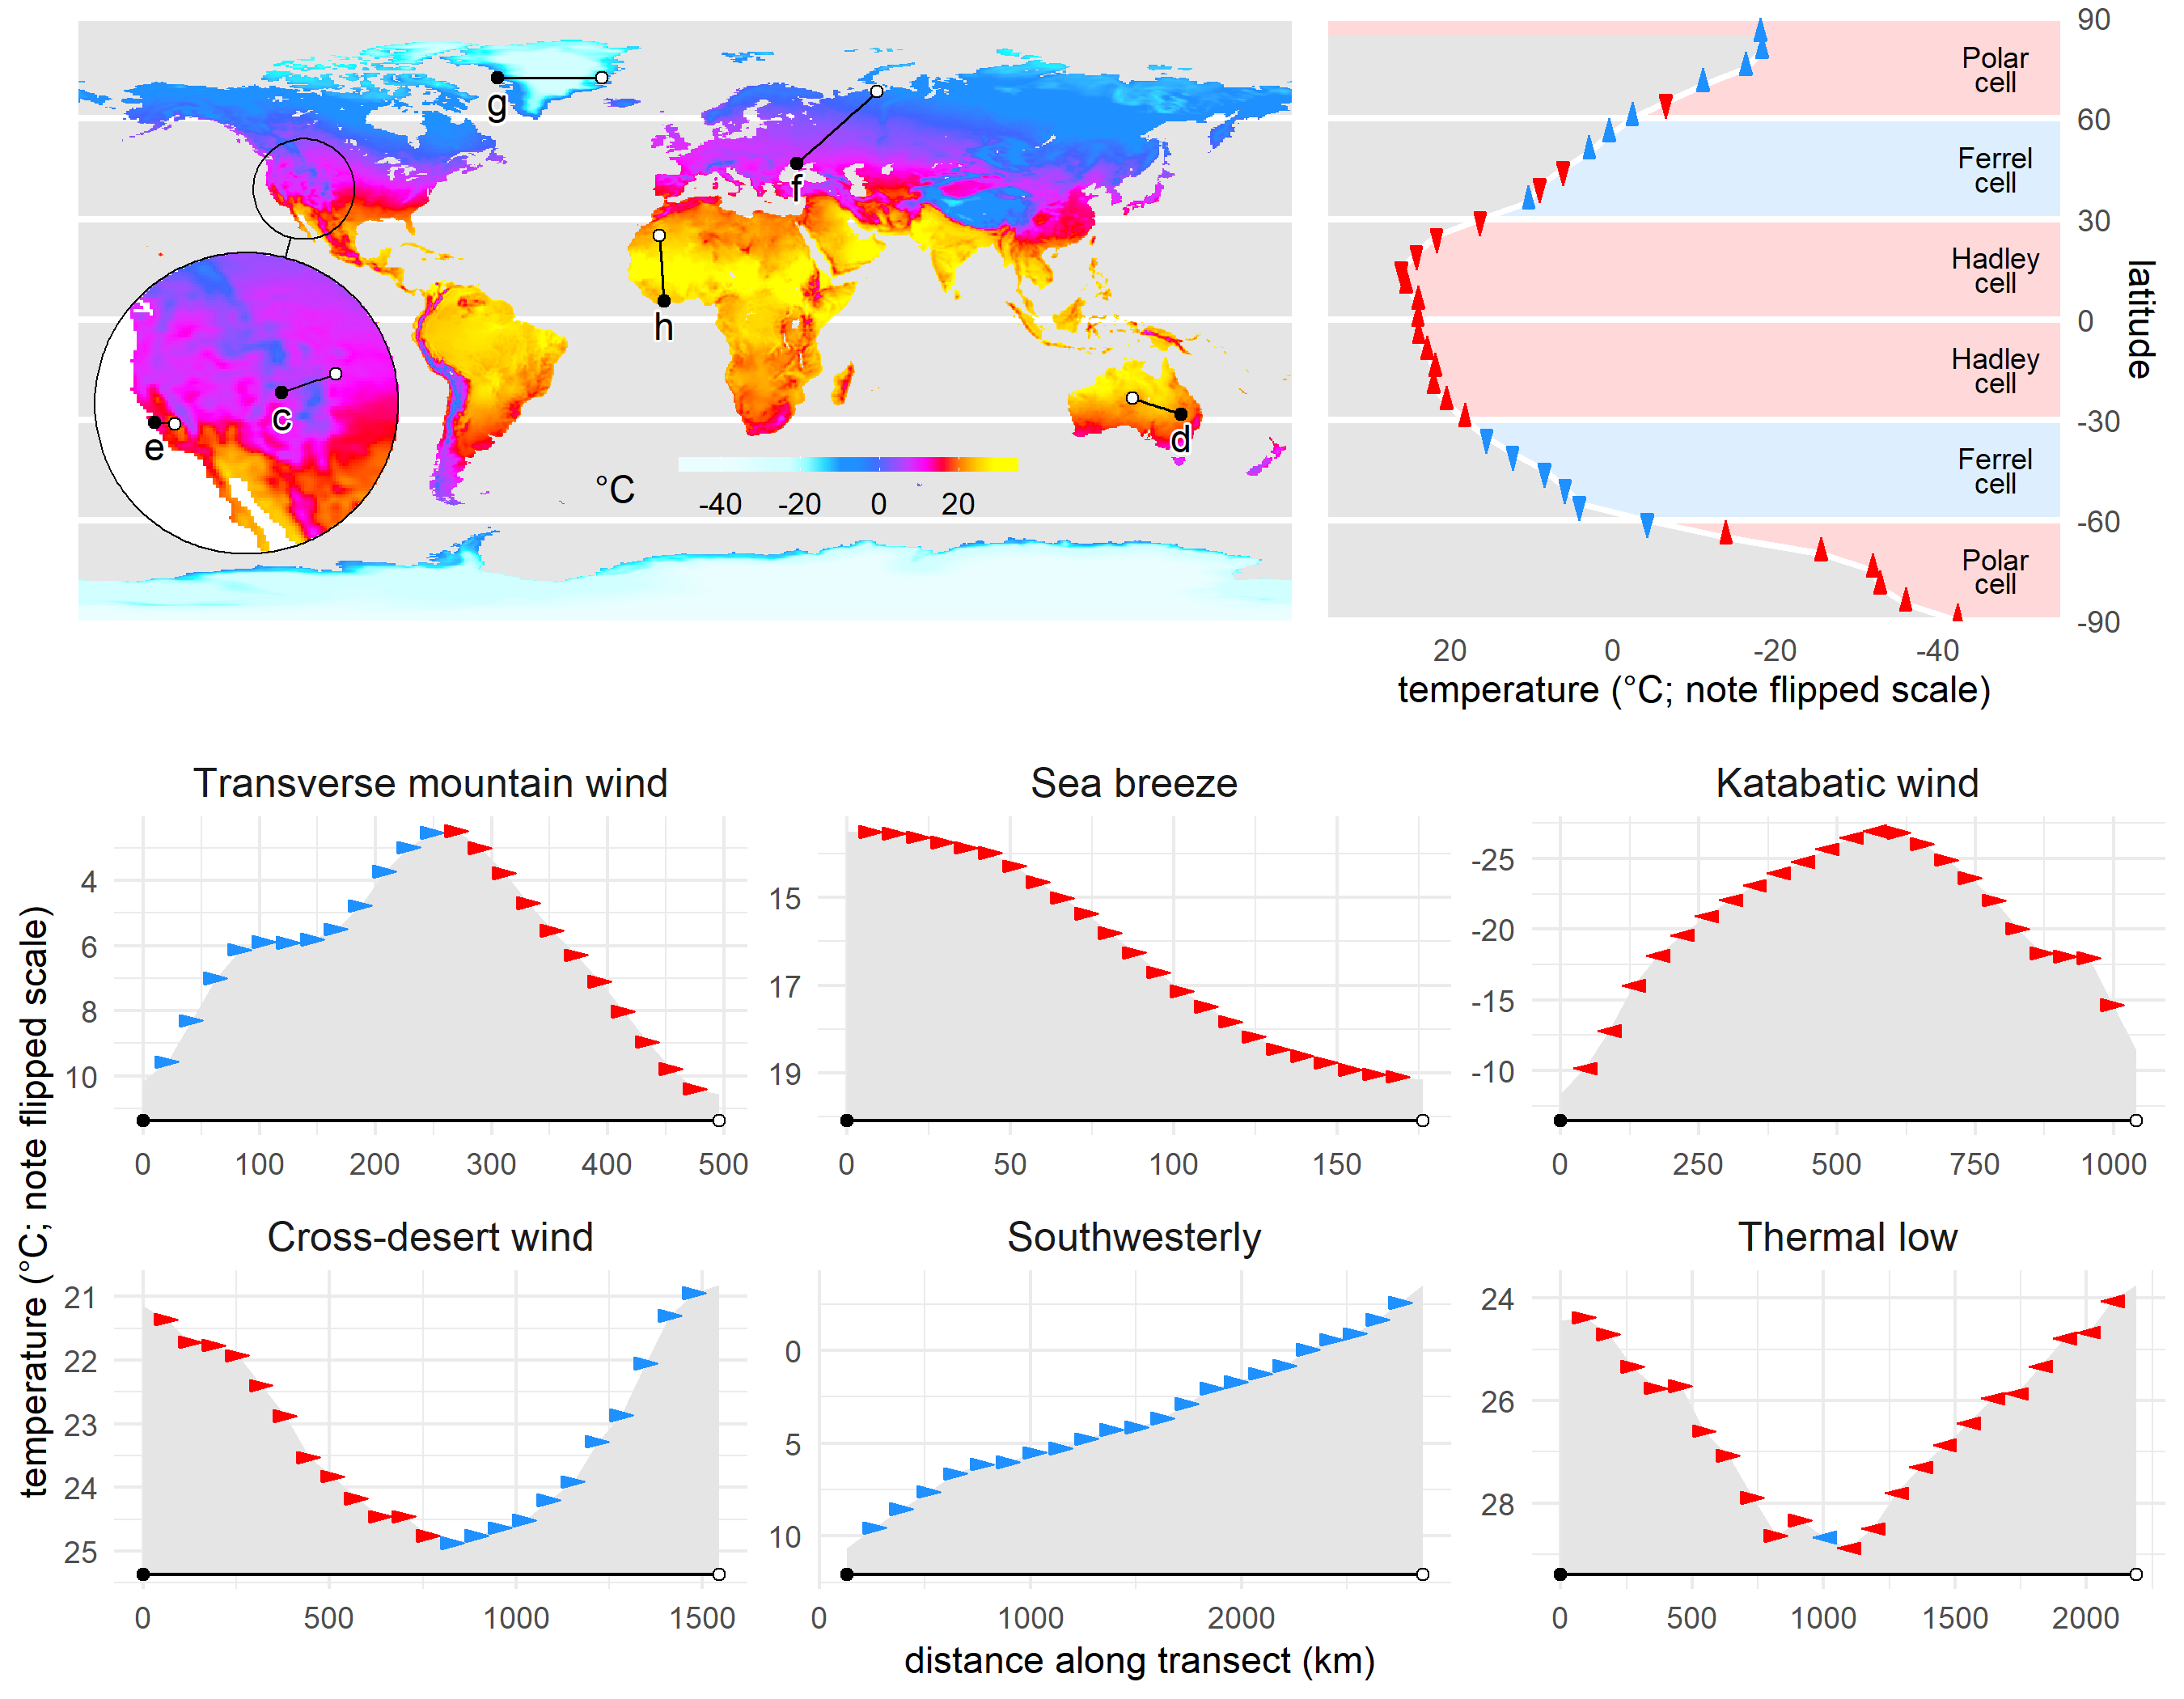 g
f
h
c
e
d
°C
-40 -20 0 20
Polar
cell
Ferrel
cell
Hadley
cell
Hadley
cell
Ferrel
cell
Polar
cell
90
60
30
0
-30
-60
-90
latitude
20 0 -20 -40
temperature (°C; note flipped scale)
temperature (°C; note flipped scale)
Transverse mountain wind
4
6
8
10
0 100 200 300 400 500
Sea breeze
15
17
19
0 50 100 150
Katabatic wind
-25
-20
-15
-10
0 250 500 750 1000
Cross-desert wind
21
22
23
24
25
0 500 1000 1500
Southwesterly
0
5
10
0 1000 2000
Thermal low
24
26
28
0 500 1000 1500 2000
distance along transect (km)